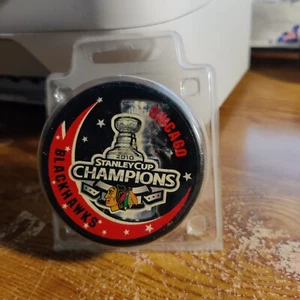 CHICAGO
2010
STANLEY CUP
CHAMPIONS
BLACKHAWKS